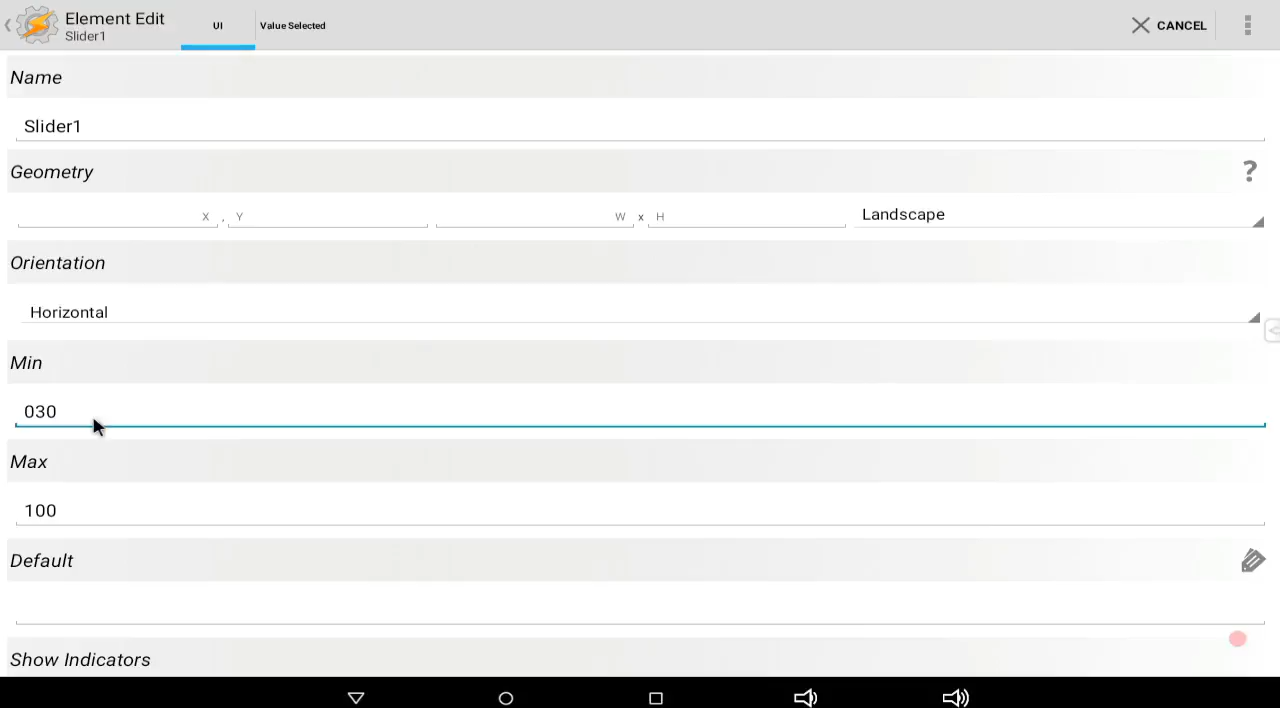 Element Edit
Slider1
UI
Value Selected
CANCEL
Name
Slider1
Geometry
?
X , Y W x H Landscape
Orientation
Horizontal
Min
030
Max
100
Default
Show Indicators